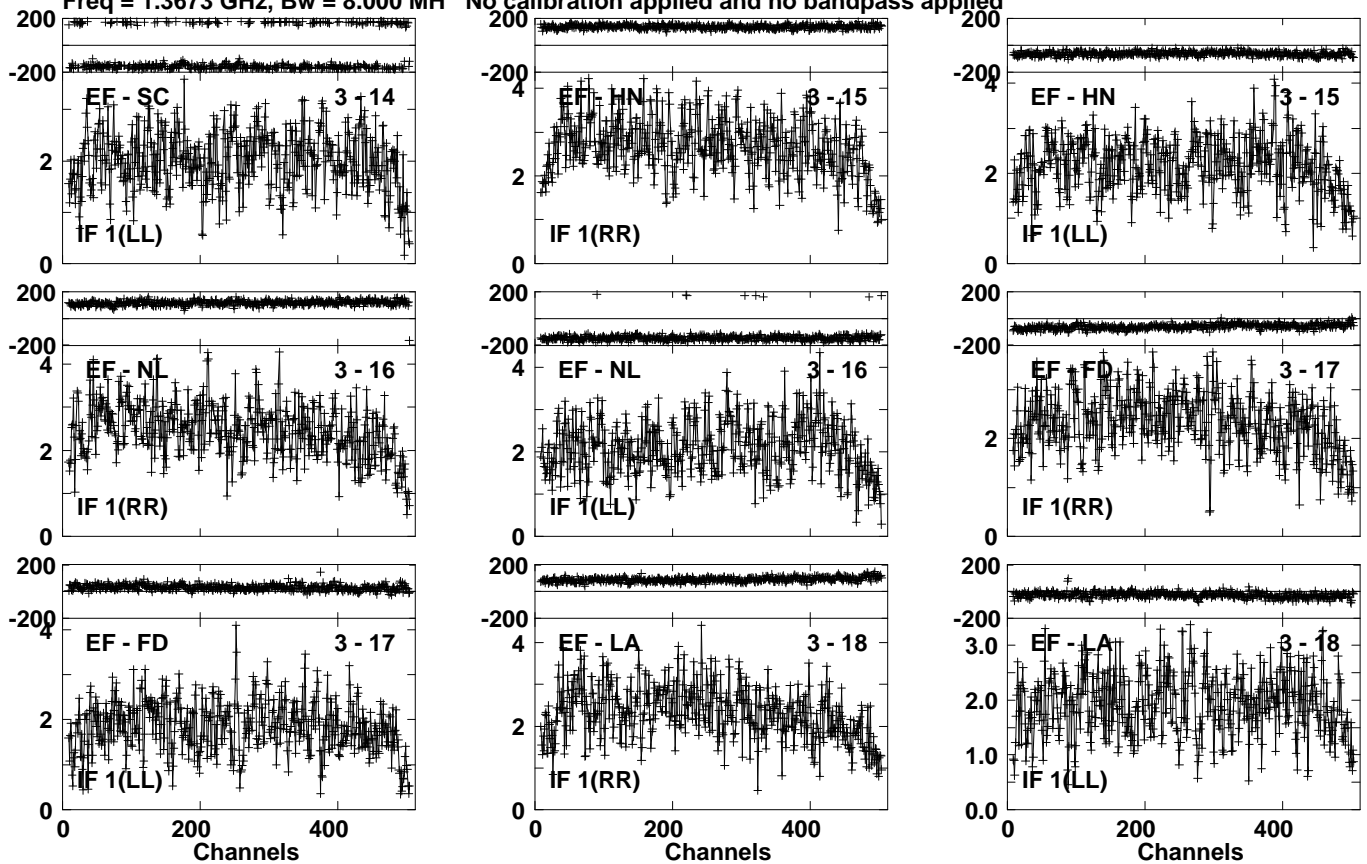 Freq = 1.3673 GHz, Bw = 8.000 MH No calibration applied and no bandpass applied
200
-200
EF - SC 3 - 14
2
IF 1(LL)
0
200
-200
4
EF - HN 3 - 15
2
IF 1(RR)
0
200
-200
4
EF - HN 3 - 15
2
IF 1(LL)
0
200
-200
4
EF - NL 3 - 16
2
IF 1(RR)
0
200
-200
EF - NL 3 - 16
4
2
IF 1(LL)
0
200
-200
EF - FD 3 - 17
2
IF 1(RR)
0
200
-200
4
EF - FD 3 - 17
2
IF 1(LL)
0
0 200 400
Channels
200
-200
4
EF - LA 3 - 18
2
IF 1(RR)
0
0 200 400
Channels
200
-200
3.0
EF - LA 3 - 18
2.0
1.0
IF 1(LL)
0.0
0 200 400
Channels